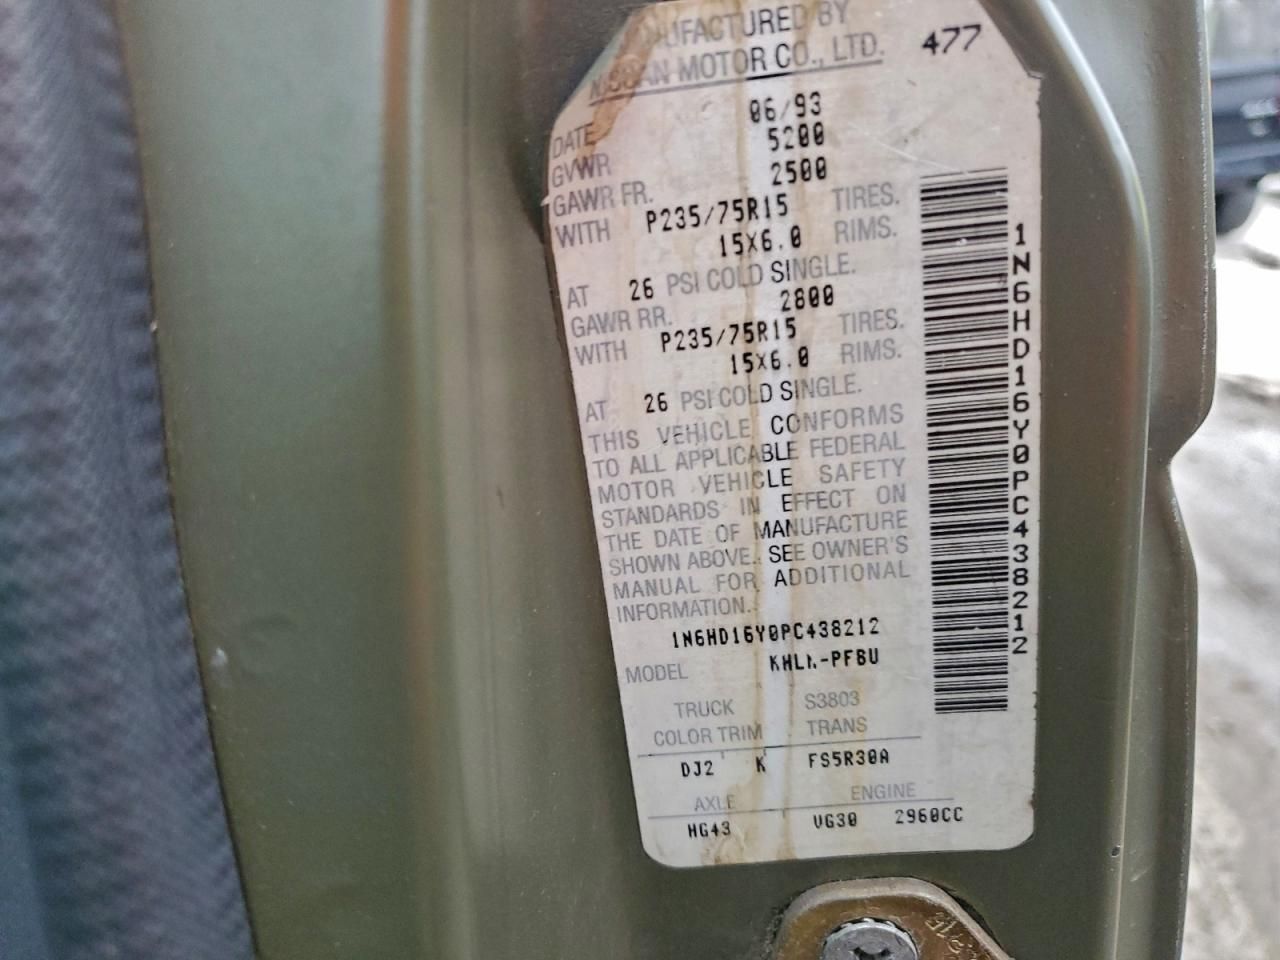 MANUFACTURED BY
NISSAN MOTOR CO., LTD. 477
DATE 06/93
GVWR 5200
GAWR FR. 2500
WITH P235/75R15 TIRES.
15X6.0 RIMS.
AT 26 PSI COLD SINGLE.
GAWR RR. 2800
WITH P235/75R15 TIRES.
15X6.0 RIMS.
AT 26 PSI COLD SINGLE.
THIS VEHICLE CONFORMS
TO ALL APPLICABLE FEDERAL
MOTOR VEHICLE SAFETY
STANDARDS IN EFFECT ON
THE DATE OF MANUFACTURE
SHOWN ABOVE. SEE OWNER'S
MANUAL FOR ADDITIONAL
INFORMATION.
1N6HD16Y0PC438212
MODEL
TRUCK S3803
COLOR TRIM TRANS
DJ2 K FS5R30A
AXLE ENGINE
HG43 VG30 2960CC
1N6HD16Y0PC438212